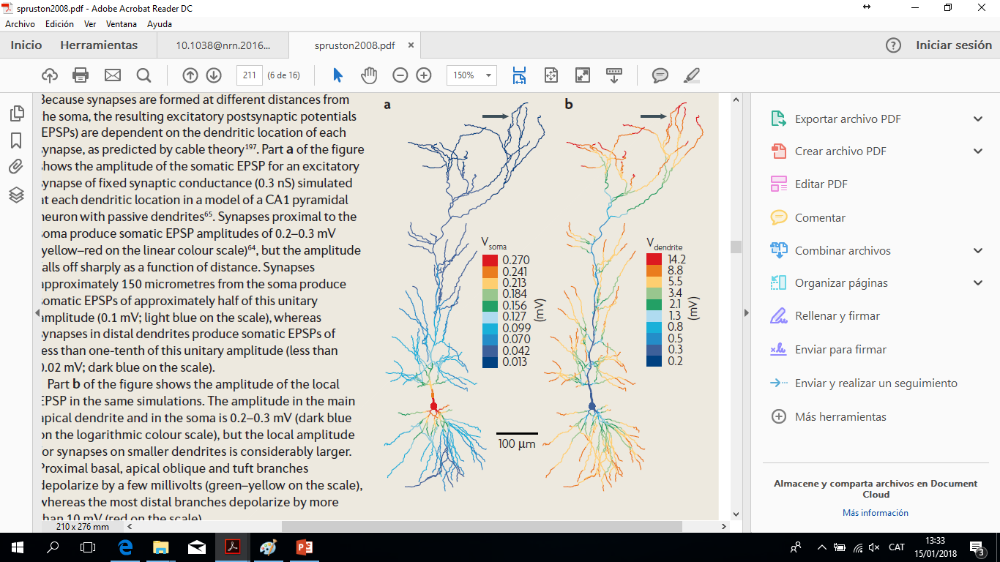 spruston2008.pdf - Adobe Acrobat Reader DC
Archivo Edición Ver Ventana Ayuda
Inicio Herramientas 10.1038@nrn.2016... spruston2008.pdf × Iniciar sesión
211 (6 de 16) 150%
Because synapses are formed at different distances from
the soma, the resulting excitatory postsynaptic potentials
(EPSPs) are dependent on the dendritic location of each
synapse, as predicted by cable theory197. Part a of the figure
shows the amplitude of the somatic EPSP for an excitatory
synapse of fixed synaptic conductance (0.3 nS) simulated
at each dendritic location in a model of a CA1 pyramidal
neuron with passive dendrites65. Synapses proximal to the
soma produce somatic EPSP amplitudes of 0.2–0.3 mV
(yellow–red on the linear colour scale)64, but the amplitude
falls off sharply as a function of distance. Synapses
approximately 150 micrometres from the soma produce
somatic EPSPs of approximately half of this unitary
amplitude (0.1 mV; light blue on the scale), whereas
synapses in distal dendrites produce somatic EPSPs of
less than one-tenth of this unitary amplitude (less than
0.02 mV; dark blue on the scale).
Part b of the figure shows the amplitude of the local
EPSP in the same simulations. The amplitude in the main
apical dendrite and in the soma is 0.2–0.3 mV (dark blue
on the logarithmic colour scale), but the local amplitude
for synapses on smaller dendrites is considerably larger.
Proximal basal, apical oblique and tuft branches
depolarize by a few millivolts (green–yellow on the scale),
whereas the most distal branches depolarize by more
than 10 mV (red on the scale).
a
Vsoma
0.270
0.241
0.213
0.184
0.156
0.127
0.099
0.070
0.042
0.013
(mV)
100 µm
b
Vdendrite
14.2
8.8
5.5
3.4
2.1
1.3
0.8
0.5
0.3
0.2
(mV)
Exportar archivo PDF
Crear archivo PDF
Editar PDF
Comentar
Combinar archivos
Organizar páginas
Rellenar y firmar
Enviar para firmar
Enviar y realizar un seguimiento
Más herramientas
Almacene y comparta archivos en Document
Cloud
Más información
210 x 276 mm
CAT
13:33
15/01/2018
3